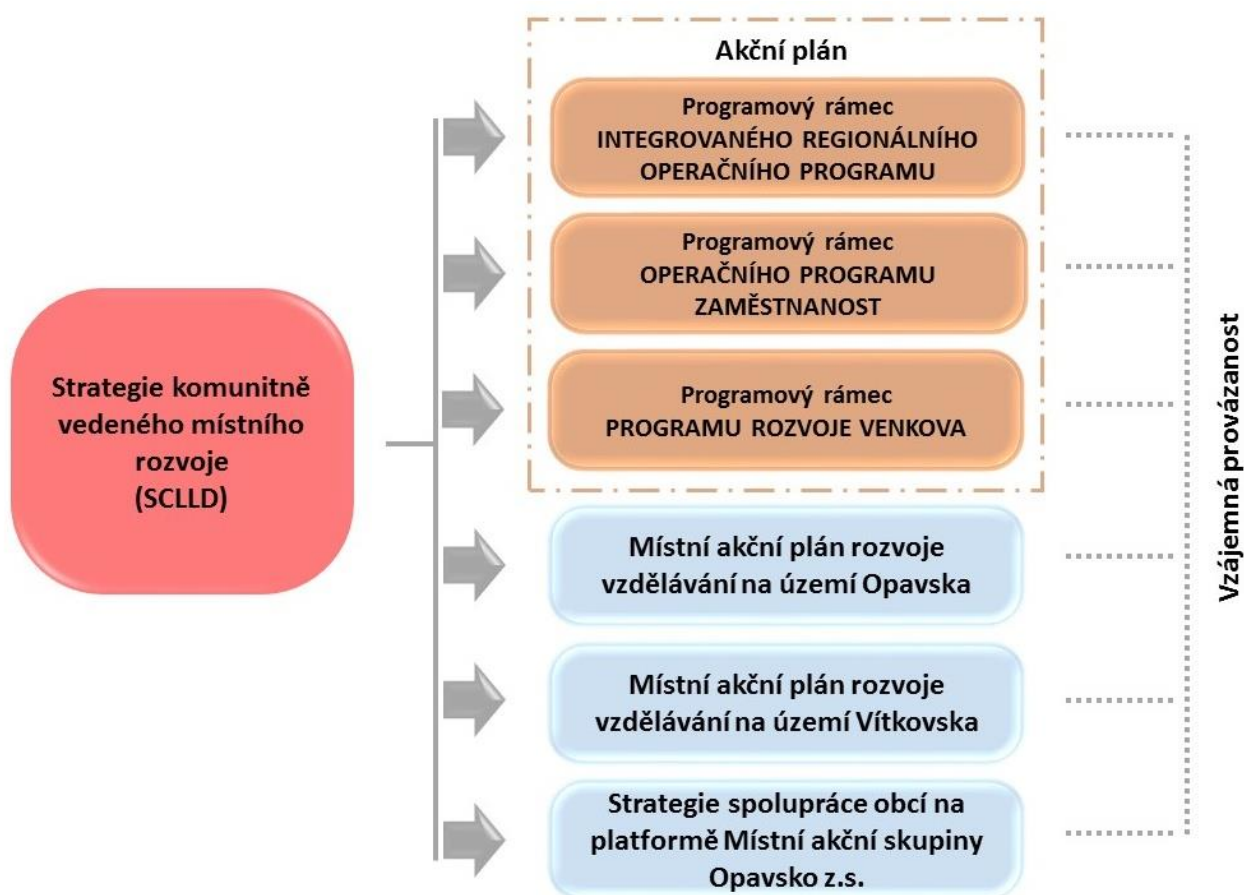 Akční plán
Programový rámec
INTEGROVANÉHO REGIONÁLNÍHO
OPERAČNÍHO PROGRAMU
Programový rámec
OPERAČNÍHO PROGRAMU
ZAMĚSTNANOST
Programový rámec
PROGRAMU ROZVOJE VENKOVA
Strategie komunitně
vedeného místního
rozvoje
(SCLLD)
Místní akční plán rozvoje
vzdělávání na území Opavska
Místní akční plán rozvoje
vzdělávání na území Vítkovska
Strategie spolupráce obcí na
platformě Místní akční skupiny
Opavsko z.s.
Vzájemná provázanost